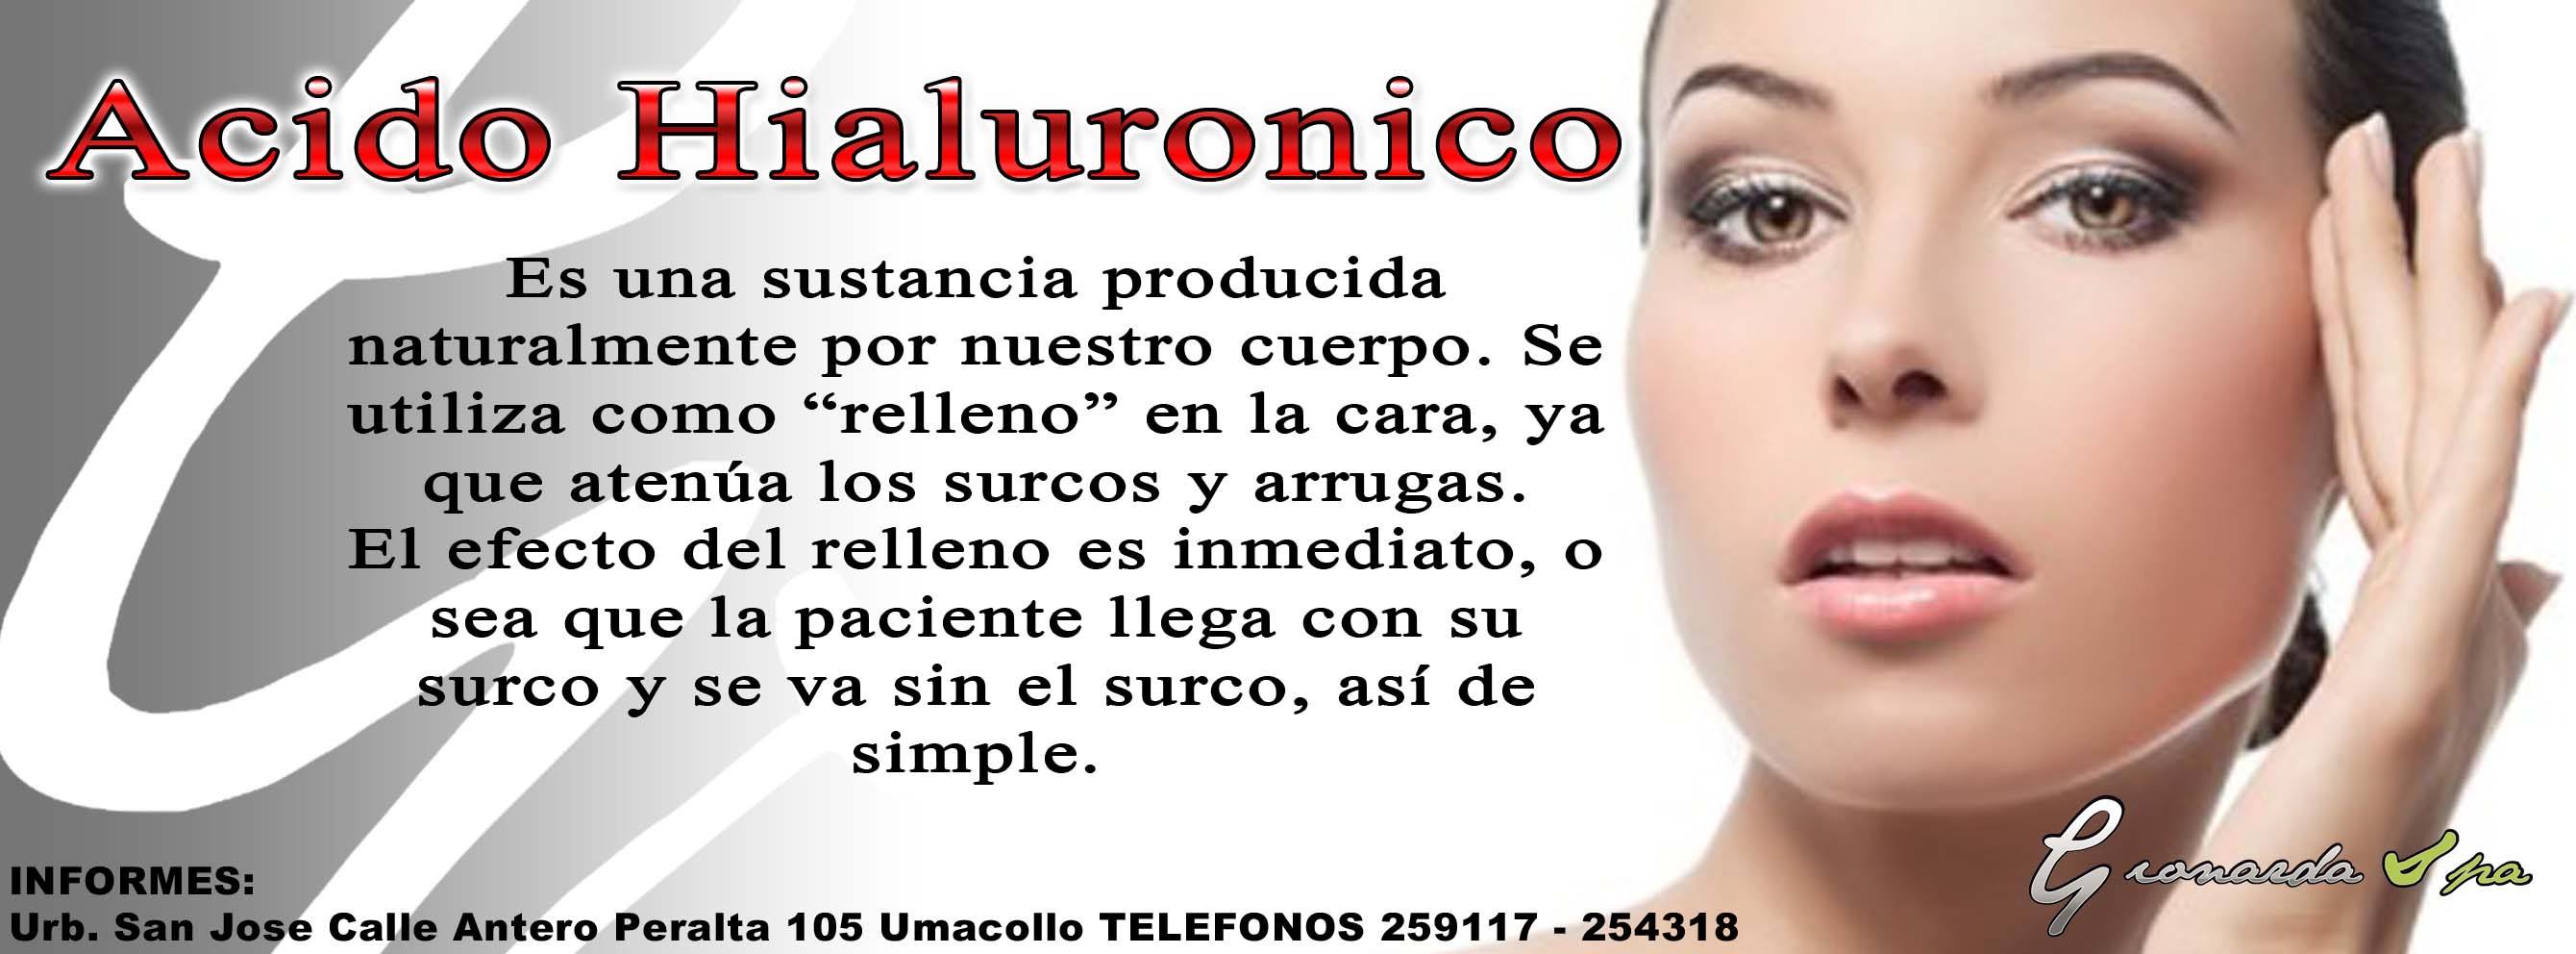 Acido Hialuronico
Es una sustancia producida
naturalmente por nuestro cuerpo. Se
utiliza como “relleno” en la cara, ya
que atenúa los surcos y arrugas.
El efecto del relleno es inmediato, o
sea que la paciente llega con su
surco y se va sin el surco, así de
simple.
Gionarda Spa
INFORMES:
Urb. San Jose Calle Antero Peralta 105 Umacollo TELEFONOS 259117 - 254318